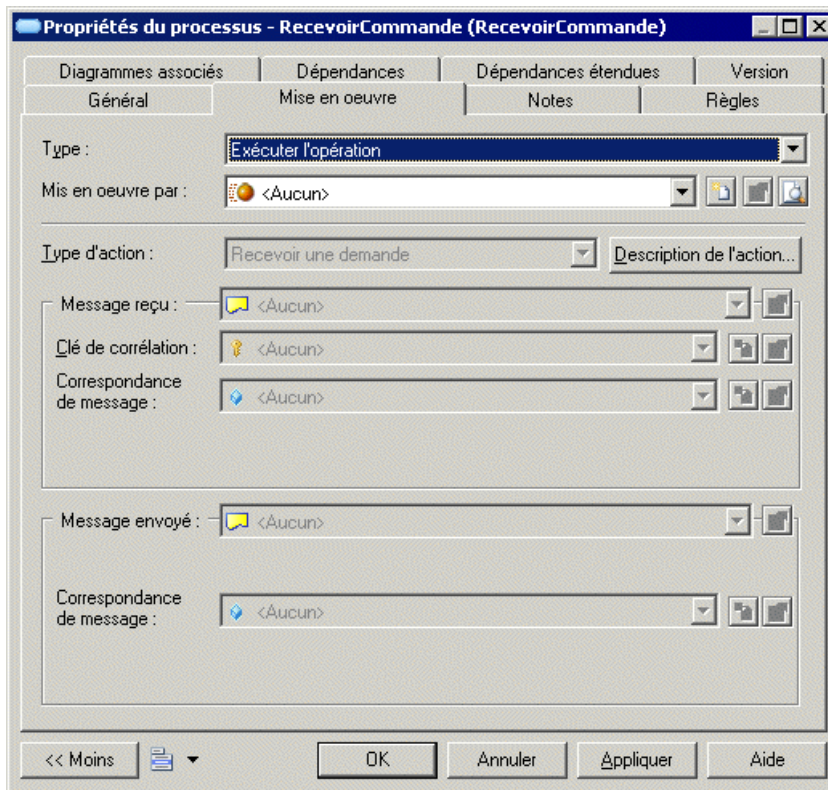 Propriétés du processus - RecevoirCommande (RecevoirCommande)
Diagrammes associés Dépendances Dépendances étendues Version
Général Mise en oeuvre Notes Règles
Type : Exécuter l'opération
Mis en oeuvre par : <Aucun>
Type d'action : Recevoir une demande Description de l'action...
Message reçu : <Aucun>
Clé de corrélation : <Aucun>
Correspondance
de message : <Aucun>
Message envoyé : <Aucun>
Correspondance
de message : <Aucun>
<< Moins OK Annuler Appliquer Aide